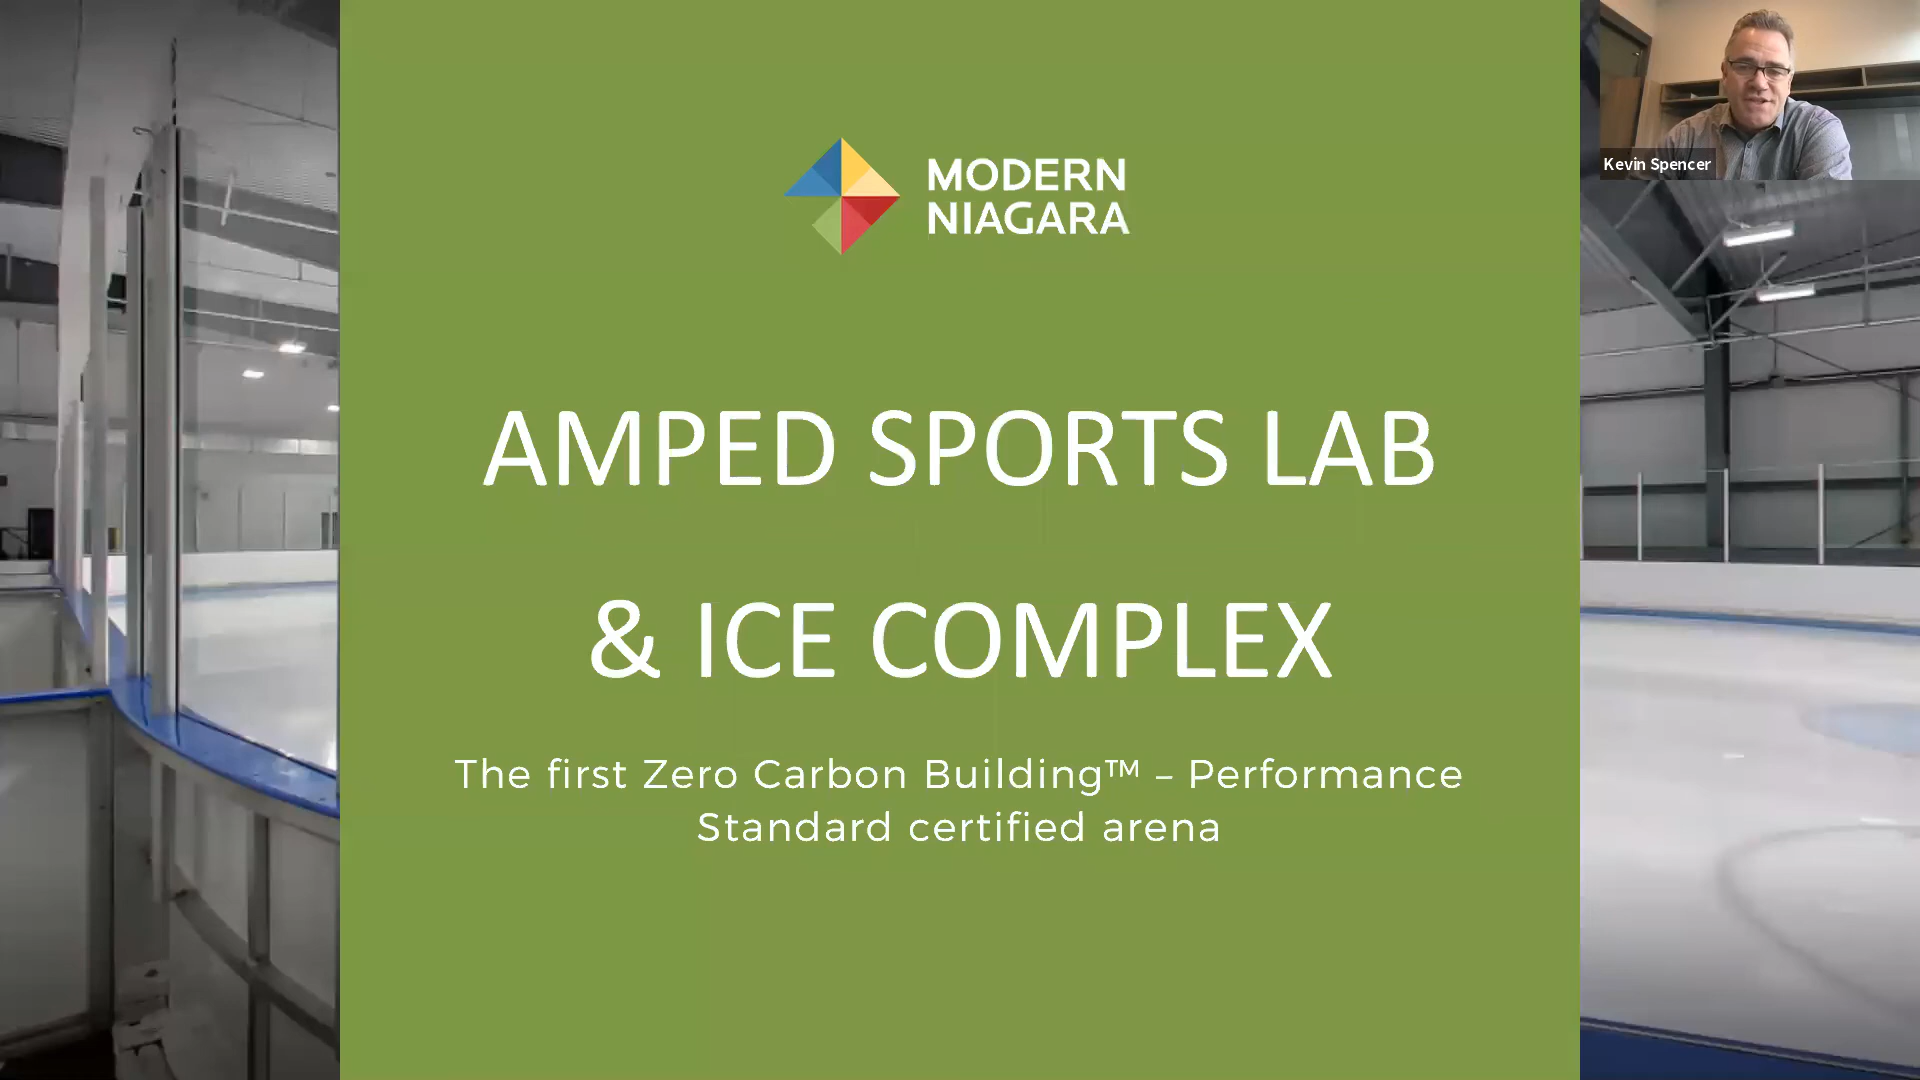 Kevin Spencer
MODERN
NIAGARA
AMPED SPORTS LAB
& ICE COMPLEX
The first Zero Carbon Building™ – Performance
Standard certified arena